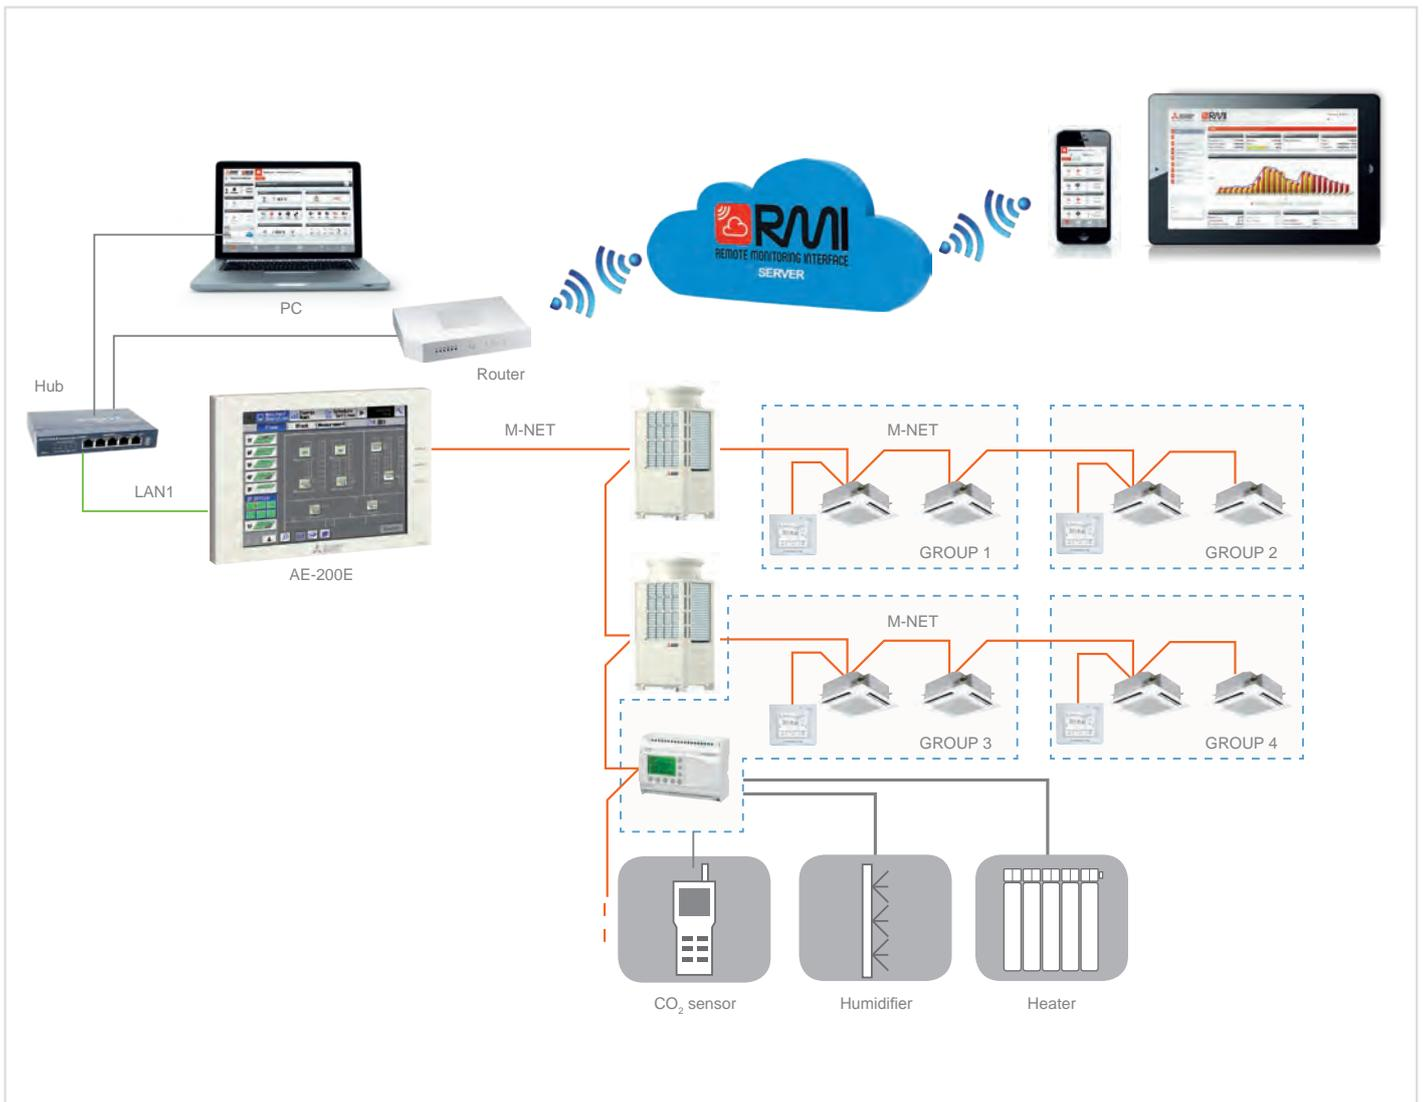 RMI
REMOTE MONITORING INTERFACE
SERVER
RMI
PC
Router
Hub
LAN1
AE-200E
M-NET
M-NET
GROUP 1
GROUP 2
M-NET
GROUP 3
GROUP 4
CO₂ sensor
Humidifier
Heater